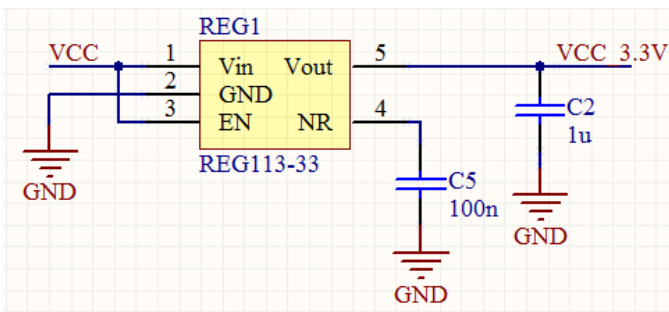 REG1
VCC 1 Vin Vout 5 VCC_3.3V
2 GND
3 EN NR 4
C2
1u
REG113-33
GND
C5
100n
GND
GND